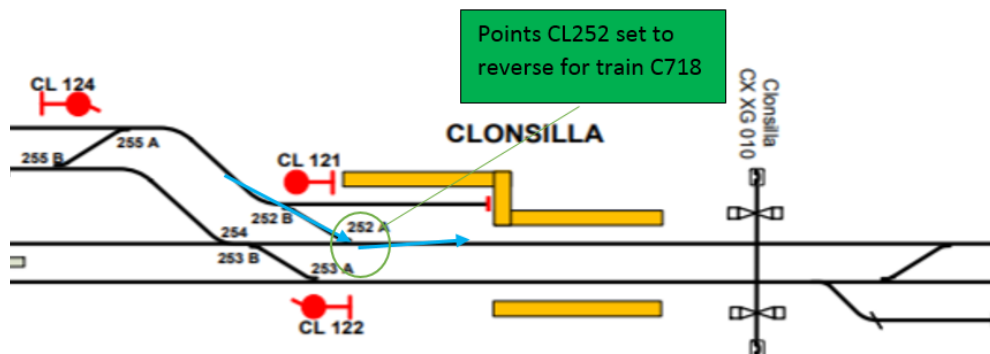 Points CL252 set to
reverse for train C718
CL 124
CLONSILLA
Clonsilla
CX XG 010
255 A
255 B
CL 121
252 B
252 A
254
253 B
253 A
CL 122